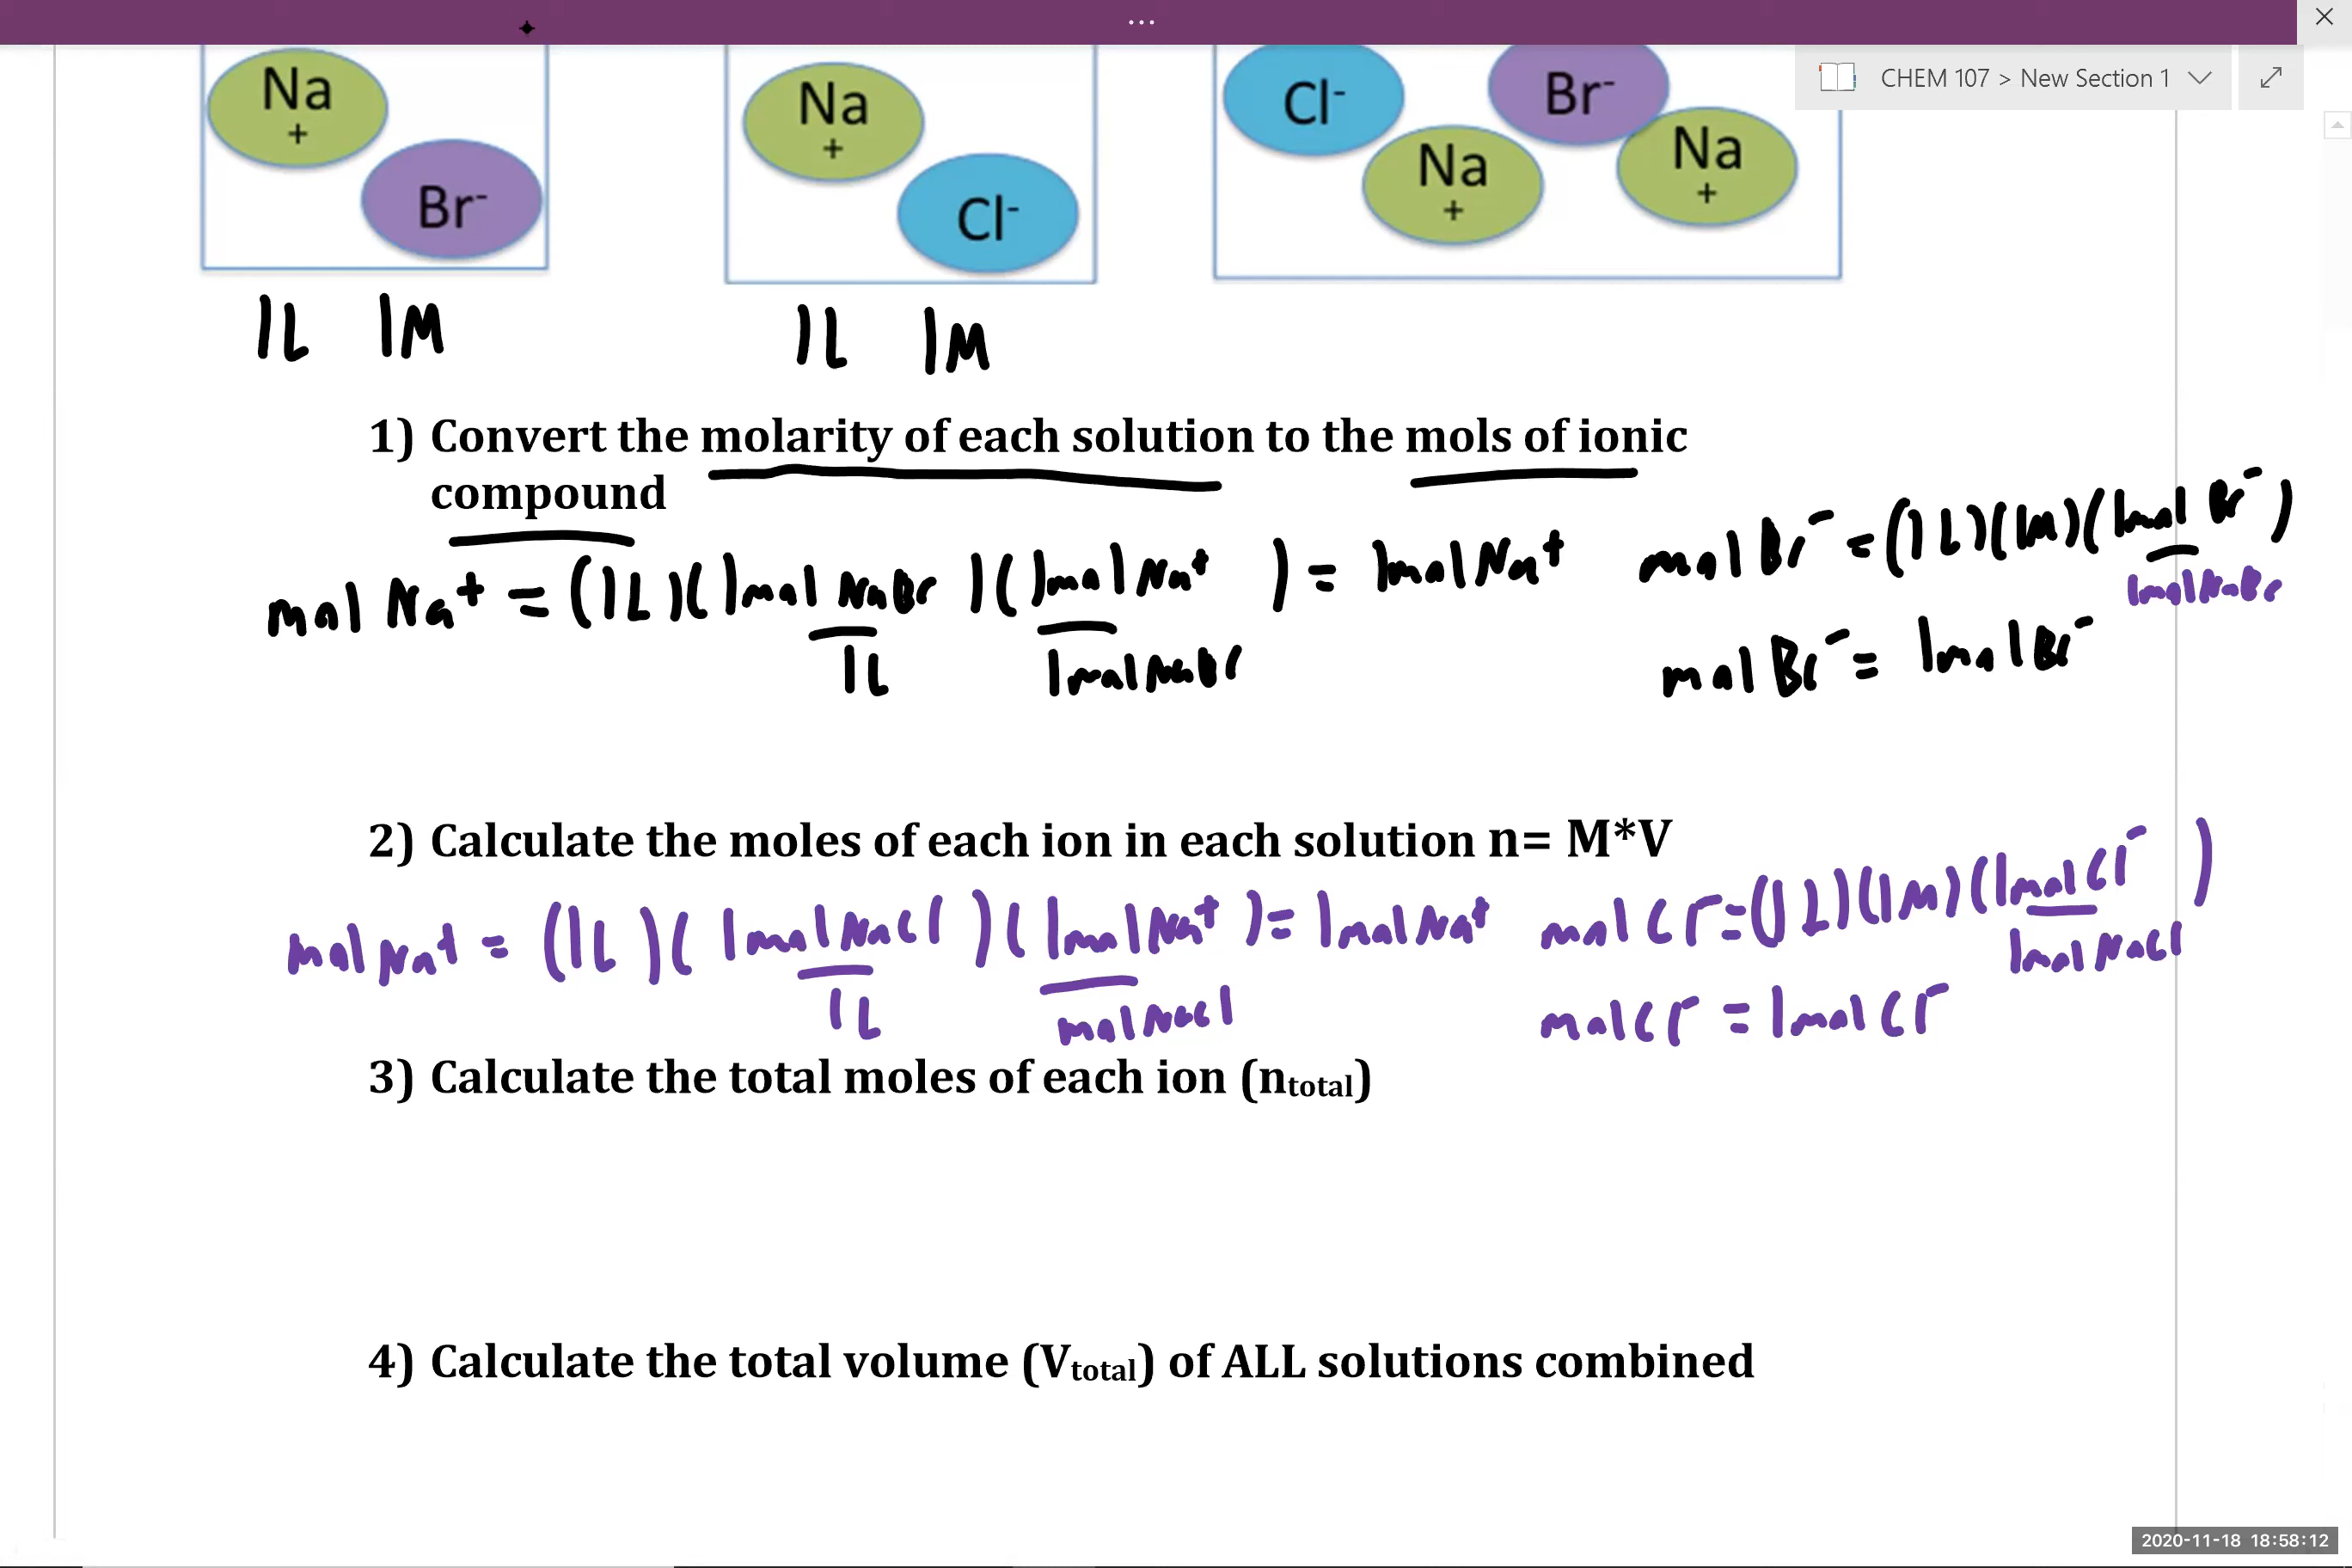 ...
CHEM 107 > New Section 1
Na
+
Br⁻
Na
+
Cl⁻
Cl⁻
Br⁻
Na
+
Na
+
1L 1M
1L 1M
1) Convert the molarity of each solution to the mols of ionic
compound
mol Na⁺ = (1L)(1mol NaBr / 1L)(1mol Na⁺ / 1mol NaBr) = 1mol Na⁺
mol Br⁻ = (1L)(1M)(1mol Br⁻ / 1mol NaBr)
mol Br⁻ = 1mol Br⁻
2) Calculate the moles of each ion in each solution n= M*V
mol Na⁺ = (1L)(1mol NaCl / 1L)(1mol Na⁺ / mol NaCl) = 1mol Na⁺
mol Cl⁻ = (1L)(1M)(1mol Cl⁻ / 1mol NaCl)
mol Cl⁻ = 1mol Cl⁻
3) Calculate the total moles of each ion (n_total)
4) Calculate the total volume (V_total) of ALL solutions combined
2020-11-18 18:58:12